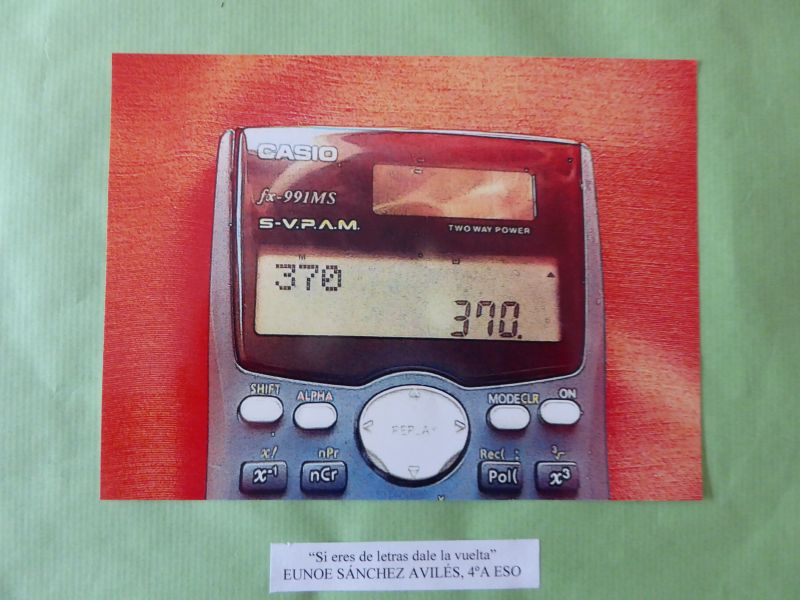 CASIO
fx-991MS
S-V.P.A.M.
TWO WAY POWER
M
370
370.
SHIFT
ALPHA
MODE CLR
ON
REPLAY
x!
nPr
Rec( :
³√
x⁻¹
nCr
Pol(
x³
“Si eres de letras dale la vuelta”
EUNOE SÁNCHEZ AVILÉS, 4ºA ESO